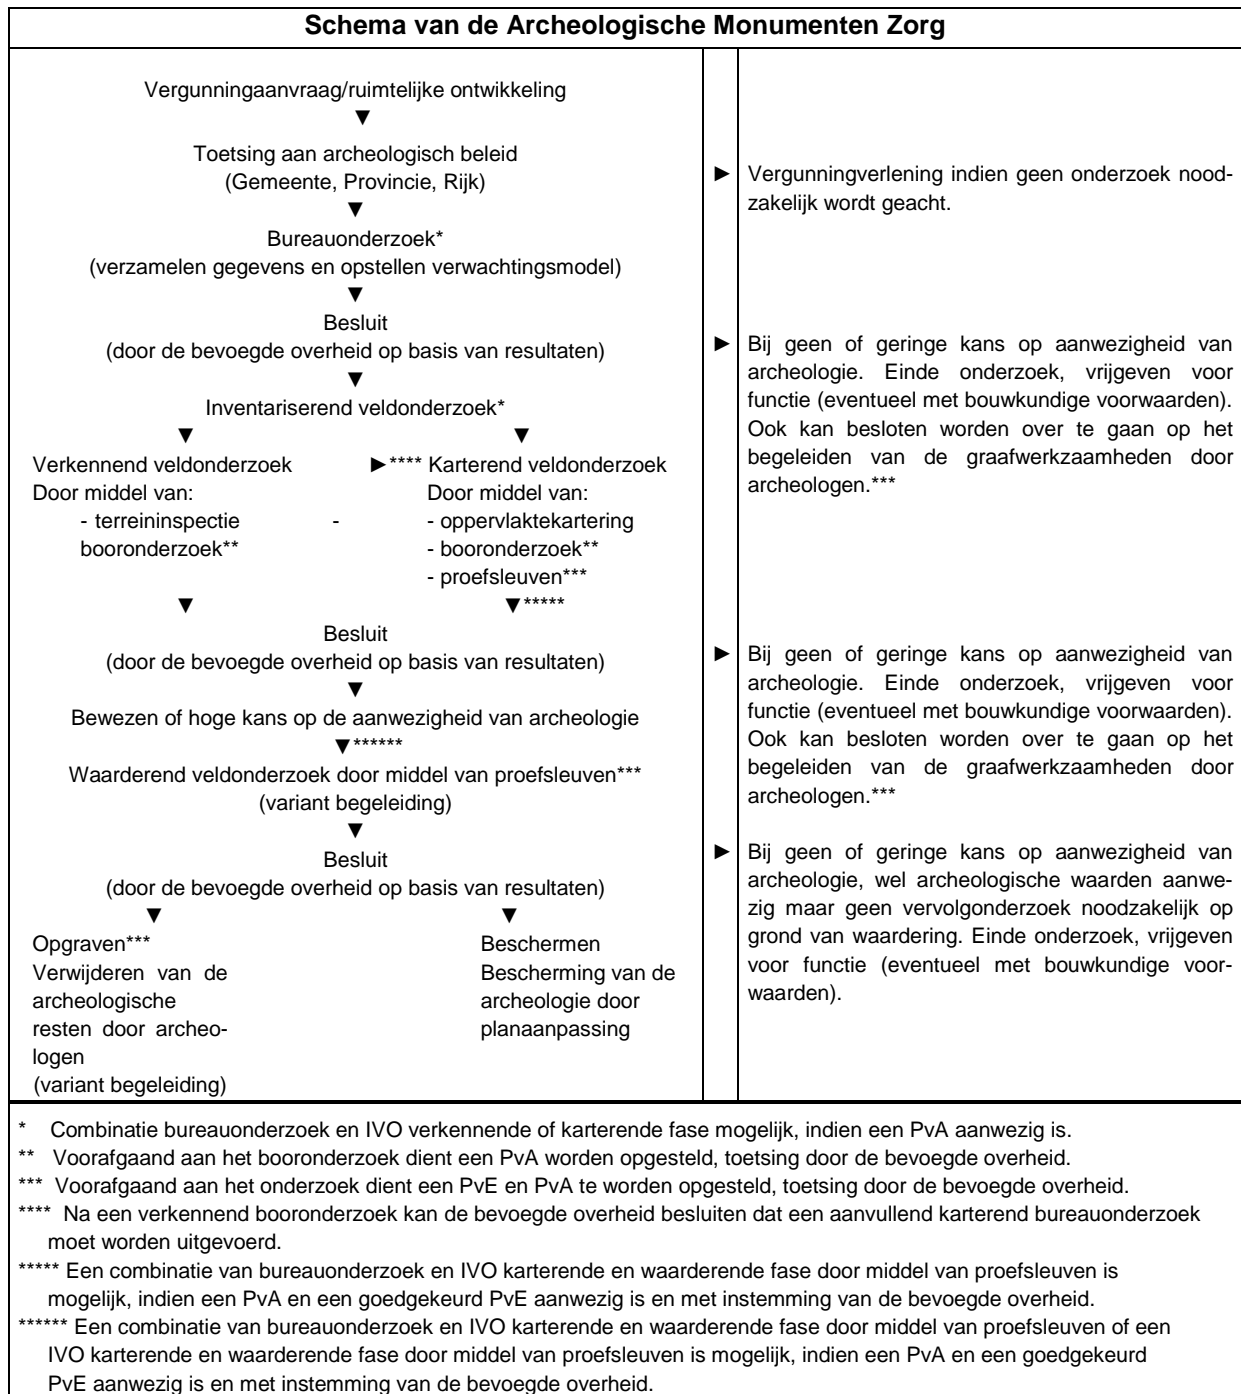 Schema van de Archeologische Monumenten Zorg
Vergunningaanvraag/ruimtelijke ontwikkeling
▼
Toetsing aan archeologisch beleid
(Gemeente, Provincie, Rijk)
▼
Bureauonderzoek*
(verzamelen gegevens en opstellen verwachtingsmodel)
▼
Besluit
(door de bevoegde overheid op basis van resultaten)
▼
Inventariserend veldonderzoek*
▼ ▼
Verkennend veldonderzoek ►**** Karterend veldonderzoek
Door middel van: Door middel van:
- terreininspectie - - oppervlaktekartering
booronderzoek** - booronderzoek**
- proefsleuven***
▼ ▼*****
Besluit
(door de bevoegde overheid op basis van resultaten)
▼
Bewezen of hoge kans op de aanwezigheid van archeologie
▼******
Waarderend veldonderzoek door middel van proefsleuven***
(variant begeleiding)
▼
Besluit
(door de bevoegde overheid op basis van resultaten)
▼ ▼
Opgraven***
Verwijderen van de
archeologische
resten door archeo-
logen
(variant begeleiding)
Beschermen
Bescherming van de
archeologie door
planaanpassing
► Vergunningverlening indien geen onderzoek nood-
zakelijk wordt geacht.
► Bij geen of geringe kans op aanwezigheid van
archeologie. Einde onderzoek, vrijgeven voor
functie (eventueel met bouwkundige voorwaarden).
Ook kan besloten worden over te gaan op het
begeleiden van de graafwerkzaamheden door
archeologen.***
► Bij geen of geringe kans op aanwezigheid van
archeologie. Einde onderzoek, vrijgeven voor
functie (eventueel met bouwkundige voorwaarden).
Ook kan besloten worden over te gaan op het
begeleiden van de graafwerkzaamheden door
archeologen.***
► Bij geen of geringe kans op aanwezigheid van
archeologie, wel archeologische waarden aanwe-
zig maar geen vervolgonderzoek noodzakelijk op
grond van waardering. Einde onderzoek, vrijgeven
voor functie (eventueel met bouwkundige voor-
waarden).
* Combinatie bureauonderzoek en IVO verkennende of karterende fase mogelijk, indien een PvA aanwezig is.
** Voorafgaand aan het booronderzoek dient een PvA worden opgesteld, toetsing door de bevoegde overheid.
*** Voorafgaand aan het onderzoek dient een PvE en PvA te worden opgesteld, toetsing door de bevoegde overheid.
**** Na een verkennend booronderzoek kan de bevoegde overheid besluiten dat een aanvullend karterend bureauonderzoek
moet worden uitgevoerd.
***** Een combinatie van bureauonderzoek en IVO karterende en waarderende fase door middel van proefsleuven is
mogelijk, indien een PvA en een goedgekeurd PvE aanwezig is en met instemming van de bevoegde overheid.
****** Een combinatie van bureauonderzoek en IVO karterende en waarderende fase door middel van proefsleuven of een
IVO karterende en waarderende fase door middel van proefsleuven is mogelijk, indien een PvA en een goedgekeurd
PvE aanwezig is en met instemming van de bevoegde overheid.